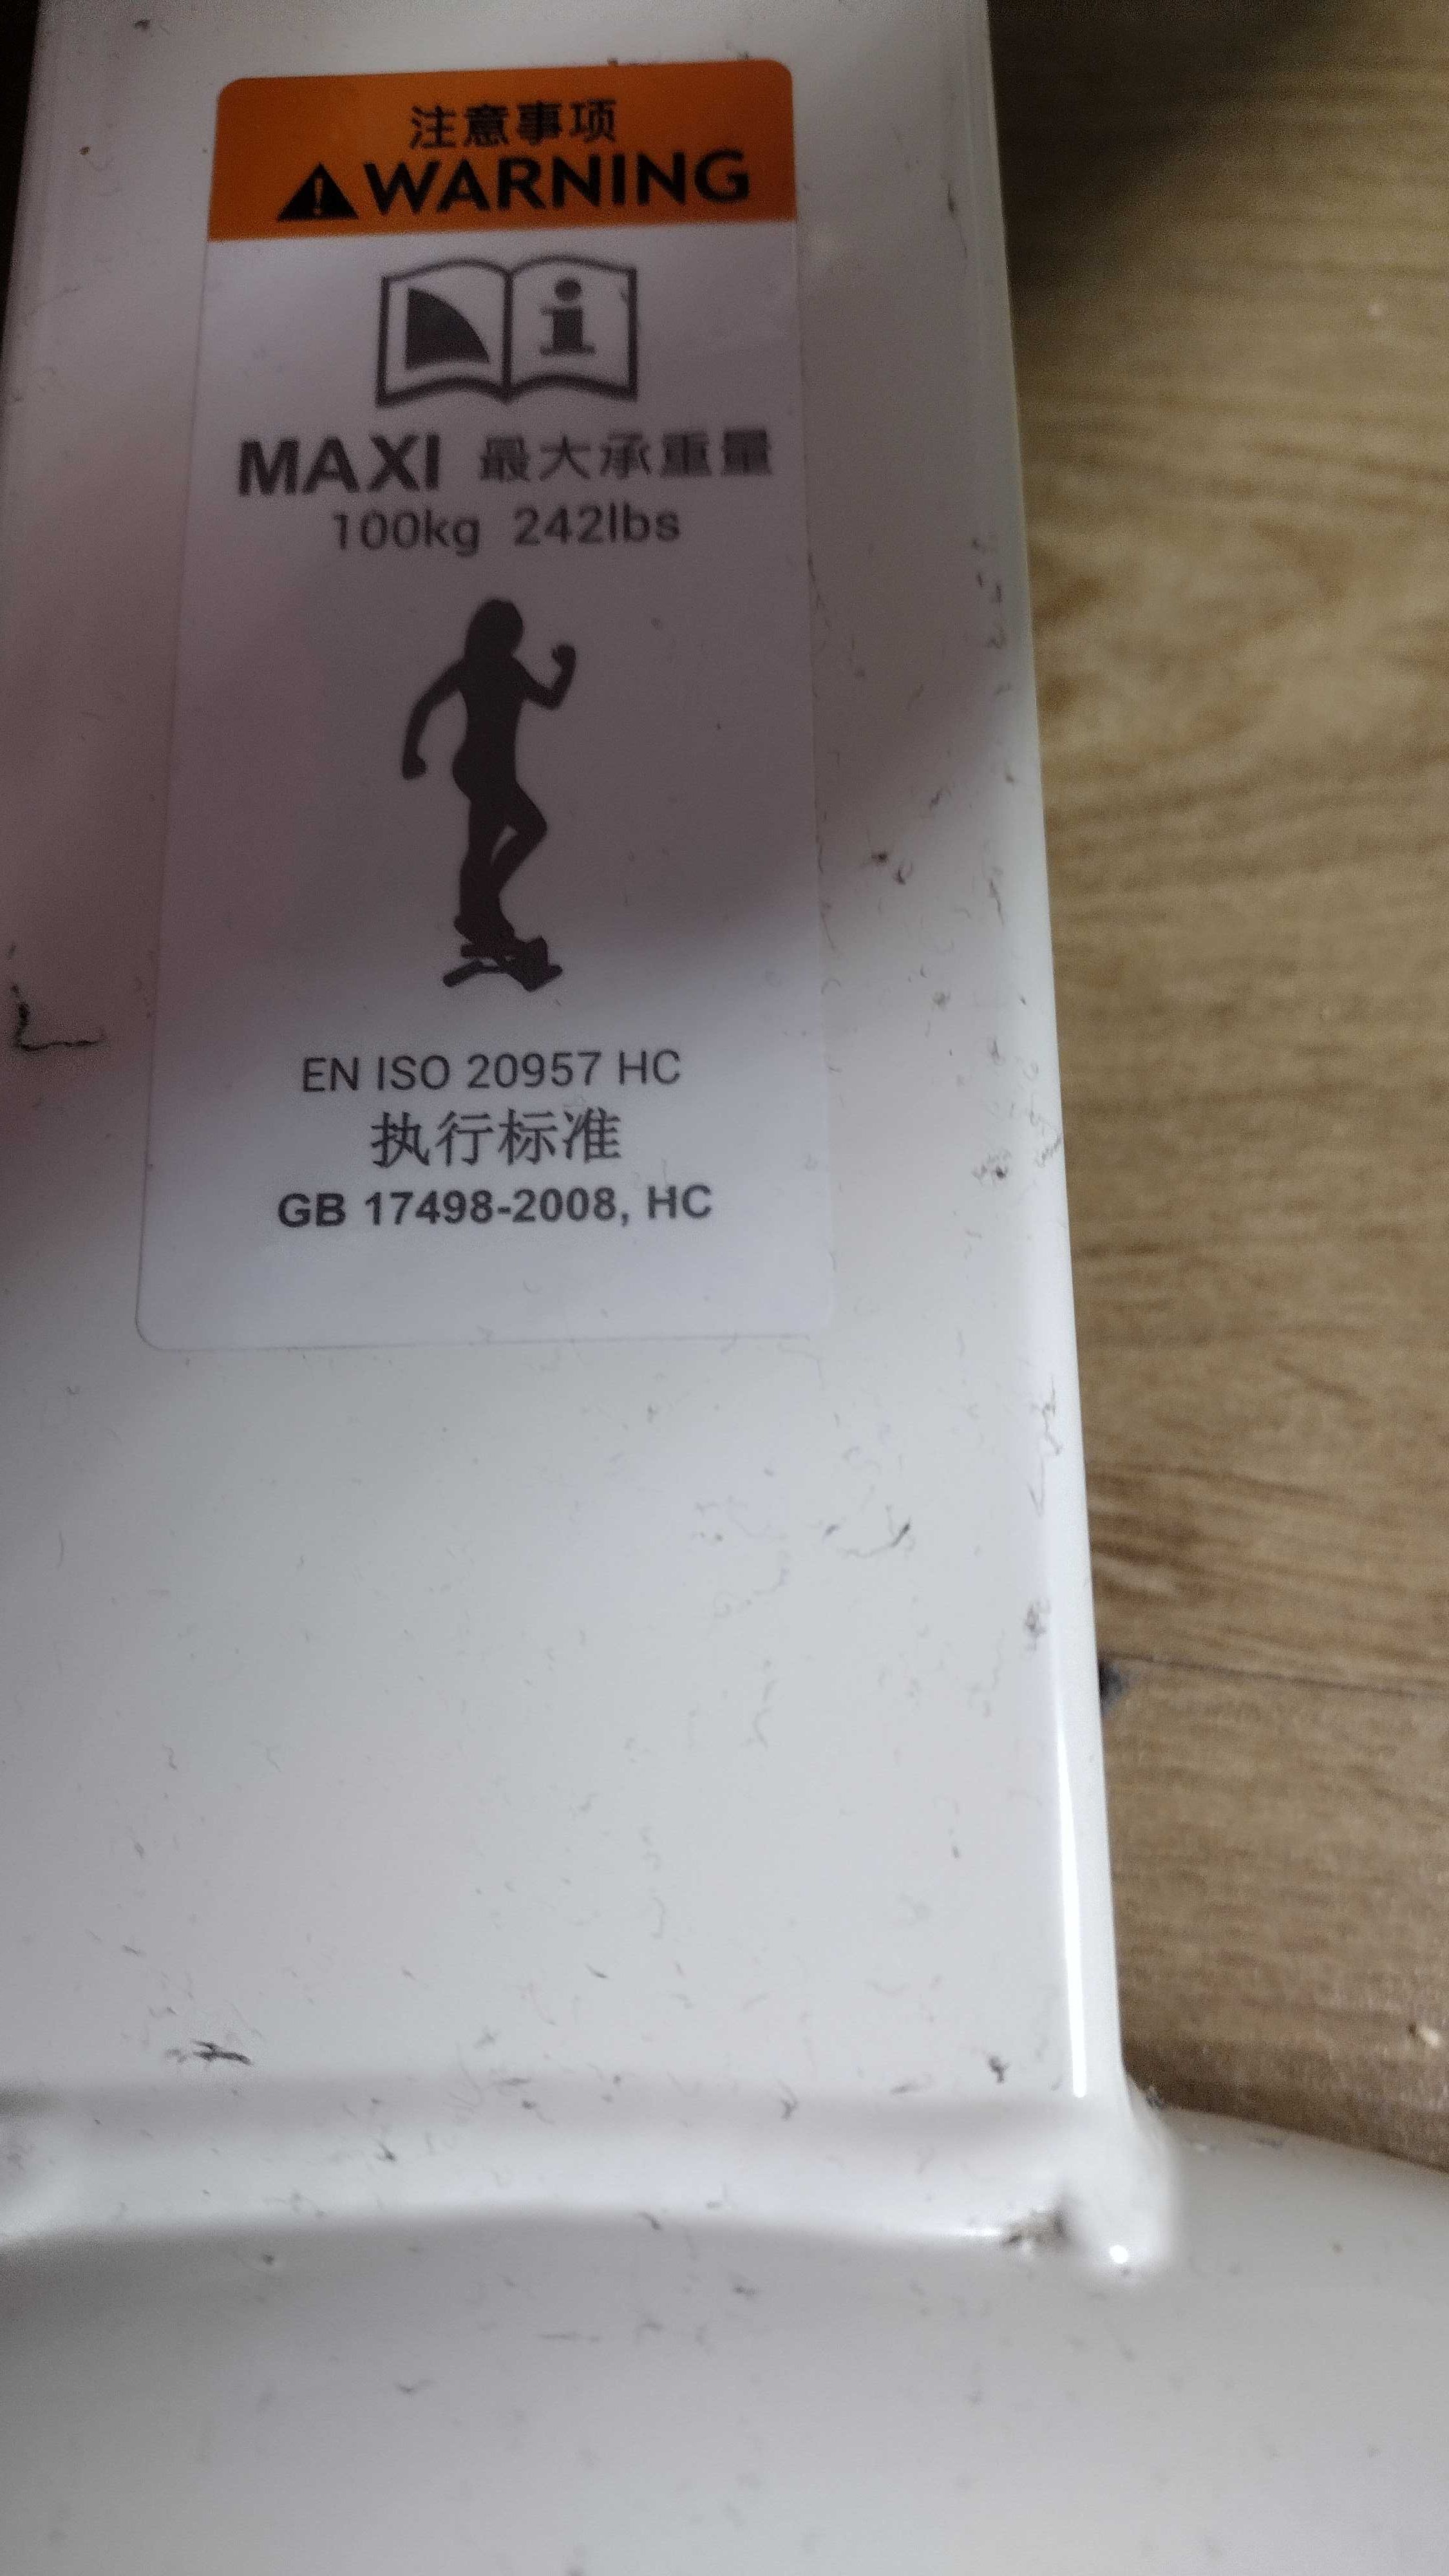 注意事项
WARNING
MAXI 最大承重量
100kg 242lbs
EN ISO 20957 HC
执行标准
GB 17498-2008, HC